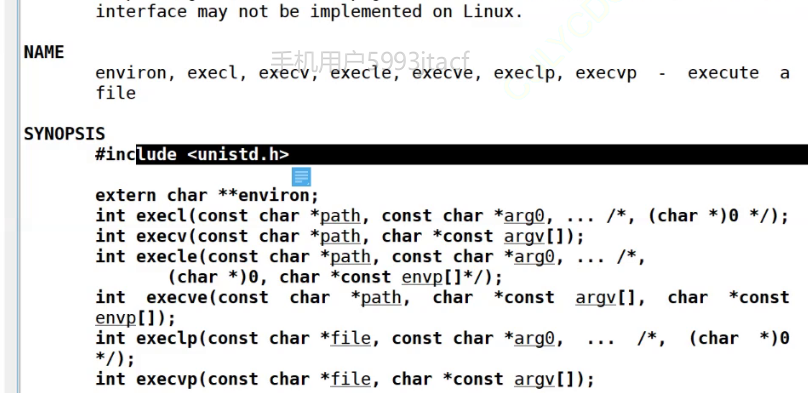 interface may not be implemented on Linux.
NAME
environ, execl, execv, execle, execve, execlp, execvp - execute a
file
手机用户5993jtacf
SYNOPSIS
#include <unistd.h>
extern char **environ;
int execl(const char *path, const char *arg0, ... /*, (char *)0 */);
int execv(const char *path, char *const argv[]);
int execle(const char *path, const char *arg0, ... /*,
(char *)0, char *const envp[]*/);
int execve(const char *path, char *const argv[], char *const
envp[]);
int execlp(const char *file, const char *arg0, ... /*, (char *)0
*/);
int execvp(const char *file, char *const argv[]);